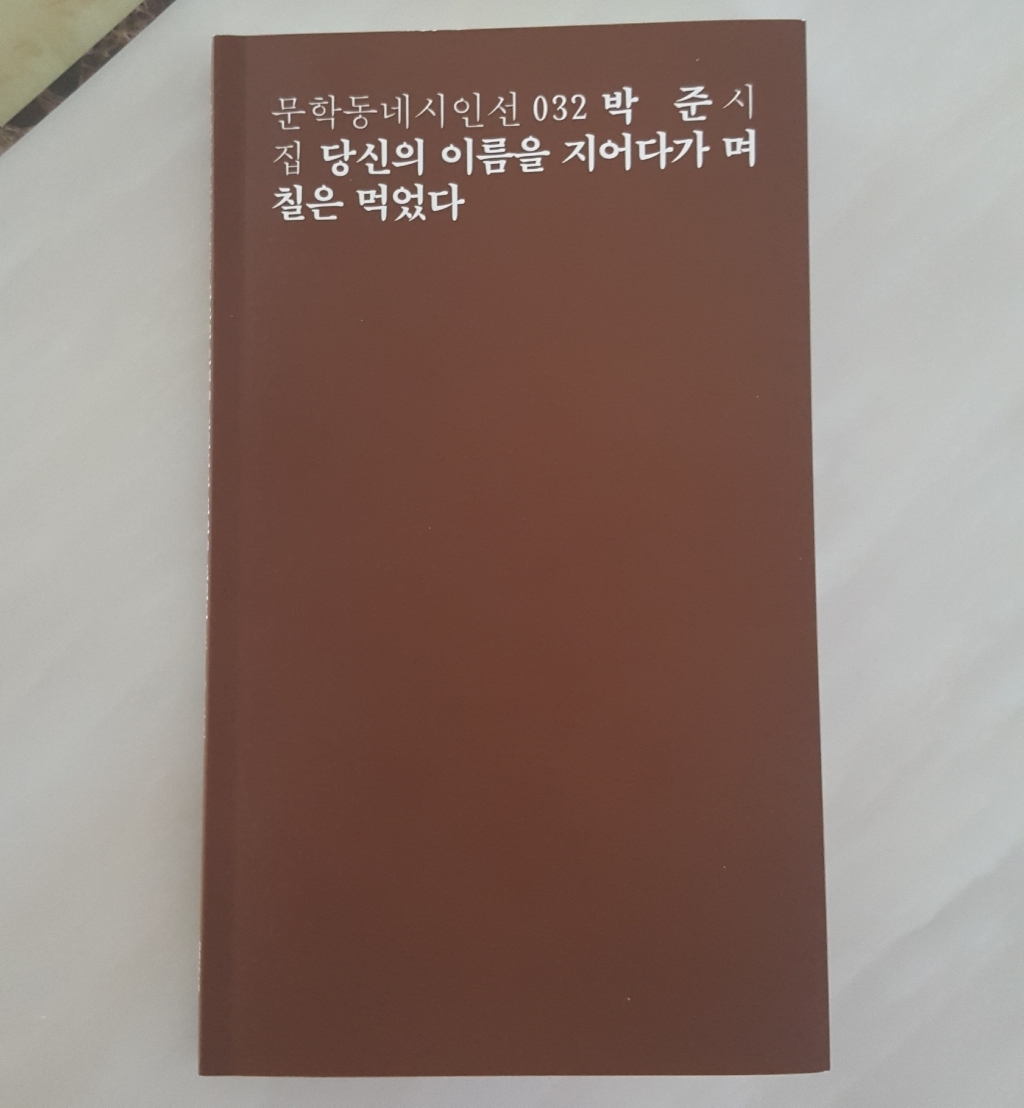 문학동네시인선 032 박 준 시
집 당신의 이름을 지어다가 며
칠은 먹었다